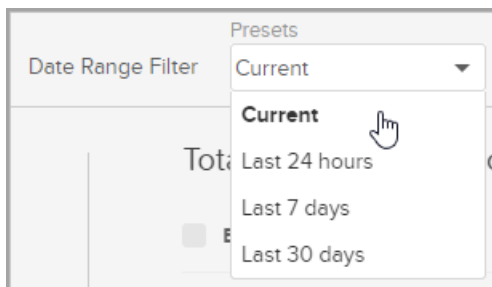 Presets
Date Range Filter Current
Current
Last 24 hours
Last 7 days
Last 30 days